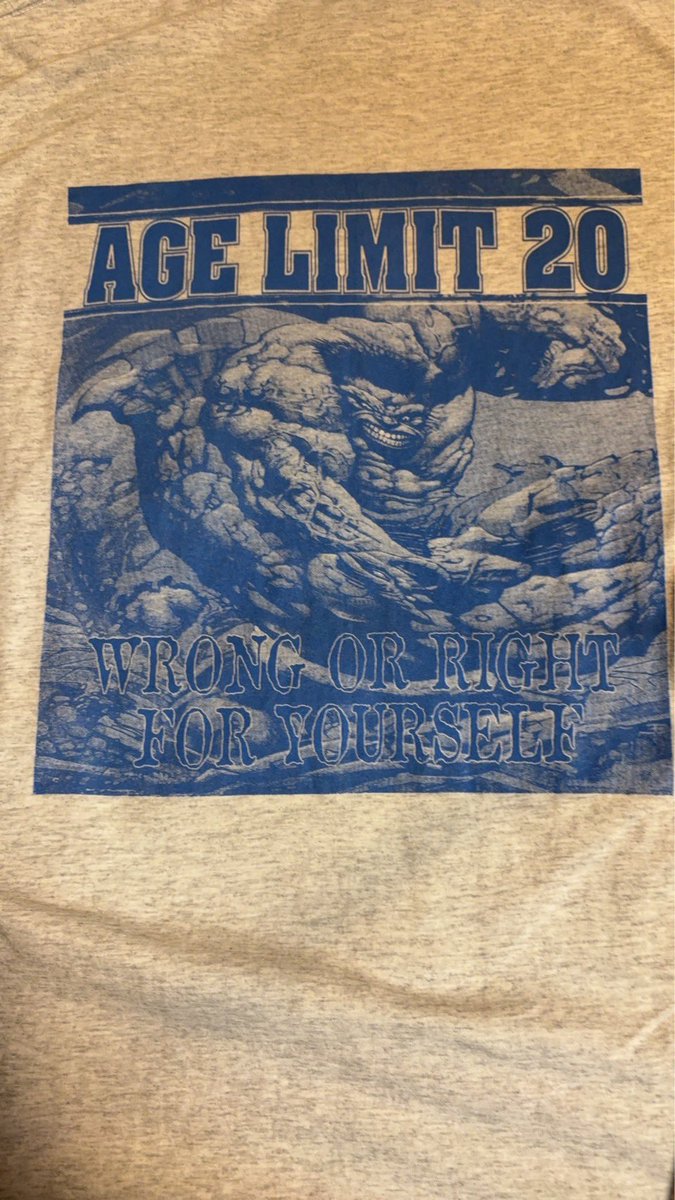 AGE LIMIT 20
WRONG OR RIGHT
FOR YOURSELF